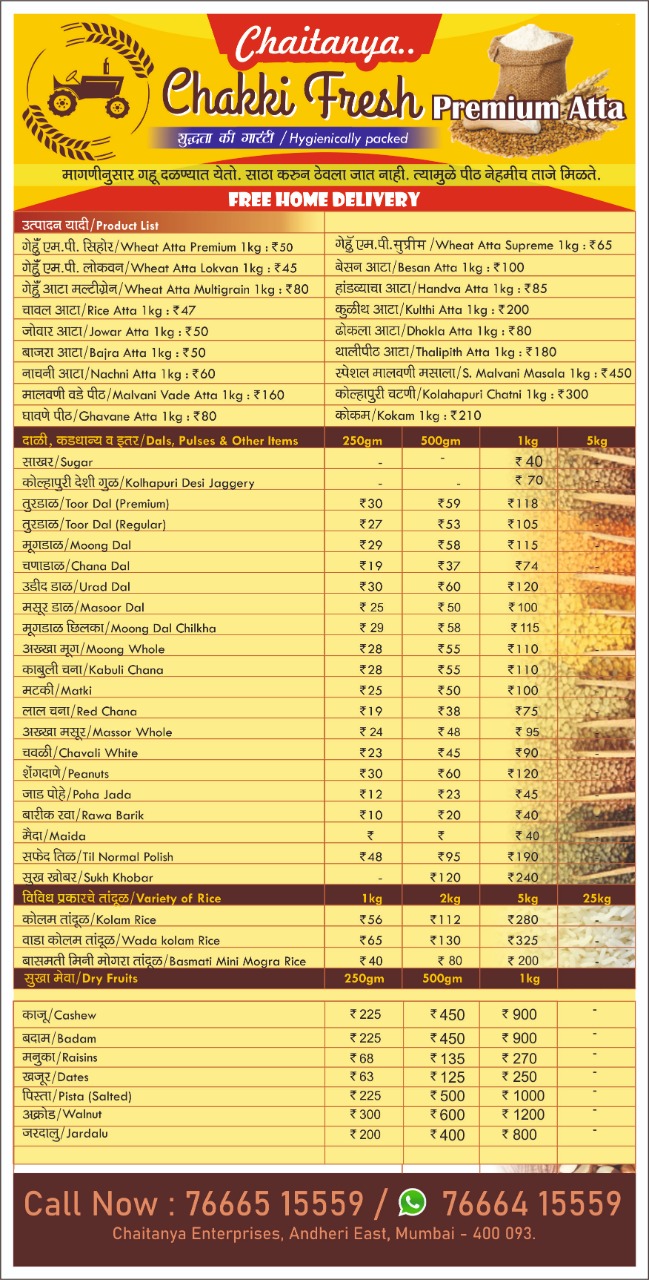 Chaitanya..
Chakki Fresh Premium Atta
सुद्धता की गारंटी / Hygienically packed
मागणीनुसार गहू दळण्यात येतो. साठा करुन ठेवला जात नाही. त्यामुळे पीठ नेहमीच ताजे मिळते.
FREE HOME DELIVERY
उत्पादन यादी/Product List
गेहूँ एम.पी. सिहोर/Wheat Atta Premium 1kg : ₹50 गेहूँ एम.पी.सुप्रीम /Wheat Atta Supreme 1kg : ₹65
गेहूँ एम.पी. लोकवन/Wheat Atta Lokvan 1kg : ₹45 बेसन आटा/Besan Atta 1kg : ₹100
गेहूँ आटा मल्टीग्रेन/Wheat Atta Multigrain 1kg : ₹80 हांडव्याचा आटा/Handva Atta 1kg : ₹85
चावल आटा/Rice Atta 1kg : ₹47 कुळीथ आटा/Kulthi Atta 1kg : ₹200
जोवार आटा/Jowar Atta 1kg : ₹50 ढोकला आटा/Dhokla Atta 1kg : ₹80
बाजरा आटा/Bajra Atta 1kg : ₹50 थालीपीठ आटा/Thalipith Atta 1kg : ₹180
नाचनी आटा/Nachni Atta 1kg : ₹60 स्पेशल मालवणी मसाला/S. Malvani Masala 1kg : ₹450
मालवणी वडे पीठ/Malvani Vade Atta 1kg : ₹160 कोल्हापूरी चटणी/Kolahapuri Chatni 1kg : ₹300
घावणे पीठ/Ghavane Atta 1kg : ₹80 कोकम/Kokam 1kg : ₹210
दाळी, कडधान्य व इतर/Dals, Pulses & Other Items 250gm 500gm 1kg 5kg
साखर/Sugar - - ₹ 40
कोल्हापुरी देशी गुळ/Kolhapuri Desi Jaggery - - ₹ 70 -
तुरडाळ/Toor Dal (Premium) ₹30 ₹59 ₹118 -
तुरडाळ/Toor Dal (Regular) ₹27 ₹53 ₹105 -
मूगडाळ/Moong Dal ₹29 ₹58 ₹115 -
चणाडाळ/Chana Dal ₹19 ₹37 ₹74 -
उडीद डाळ/Urad Dal ₹30 ₹60 ₹120
मसूर डाळ/Masoor Dal ₹ 25 ₹ 50 ₹ 100
मूगडाळ छिलका/Moong Dal Chilkha ₹ 29 ₹ 58 ₹ 115
अख्खा मूग/Moong Whole ₹28 ₹55 ₹110 -
काबुली चना/Kabuli Chana ₹28 ₹55 ₹110 -
मटकी/Matki ₹25 ₹50 ₹100
लाल चना/Red Chana ₹19 ₹38 ₹75
अख्खा मसूर/Massor Whole ₹ 24 ₹ 48 ₹ 95 -
चवळी/Chavali White ₹23 ₹45 ₹90 -
शेंगदाणे/Peanuts ₹30 ₹60 ₹120
जाड पोहे/Poha Jada ₹12 ₹23 ₹45 -
बारीक रवा/Rawa Barik ₹10 ₹20 ₹40
मैदा/Maida ₹ ₹ ₹ 40
सफेद तिळ/Til Normal Polish ₹48 ₹95 ₹190
सुख खोबर/Sukh Khobar - ₹120 ₹240
विविध प्रकारचे तांदूळ/Variety of Rice 1kg 2kg 5kg 25kg
कोलम तांदूळ/Kolam Rice ₹56 ₹112 ₹280 -
वाडा कोलम तांदूळ/Wada kolam Rice ₹65 ₹130 ₹325 -
बासमती मिनी मोगरा तांदूळ/Basmati Mini Mogra Rice ₹ 40 ₹ 80 ₹ 200
सुखा मेवा/Dry Fruits 250gm 500gm 1kg
काजू/Cashew ₹ 225 ₹ 450 ₹ 900 -
बदाम/Badam ₹ 225 ₹ 450 ₹ 900 -
मनुका/Raisins ₹ 68 ₹ 135 ₹ 270 -
खजूर/Dates ₹ 63 ₹ 125 ₹ 250 -
पिस्ता/Pista (Salted) ₹ 225 ₹ 500 ₹ 1000 -
अक्रोड/Walnut ₹ 300 ₹ 600 ₹ 1200 -
जरदालु/Jardalu ₹ 200 ₹ 400 ₹ 800 -
Call Now : 76665 15559 / 76664 15559
Chaitanya Enterprises, Andheri East, Mumbai - 400 093.